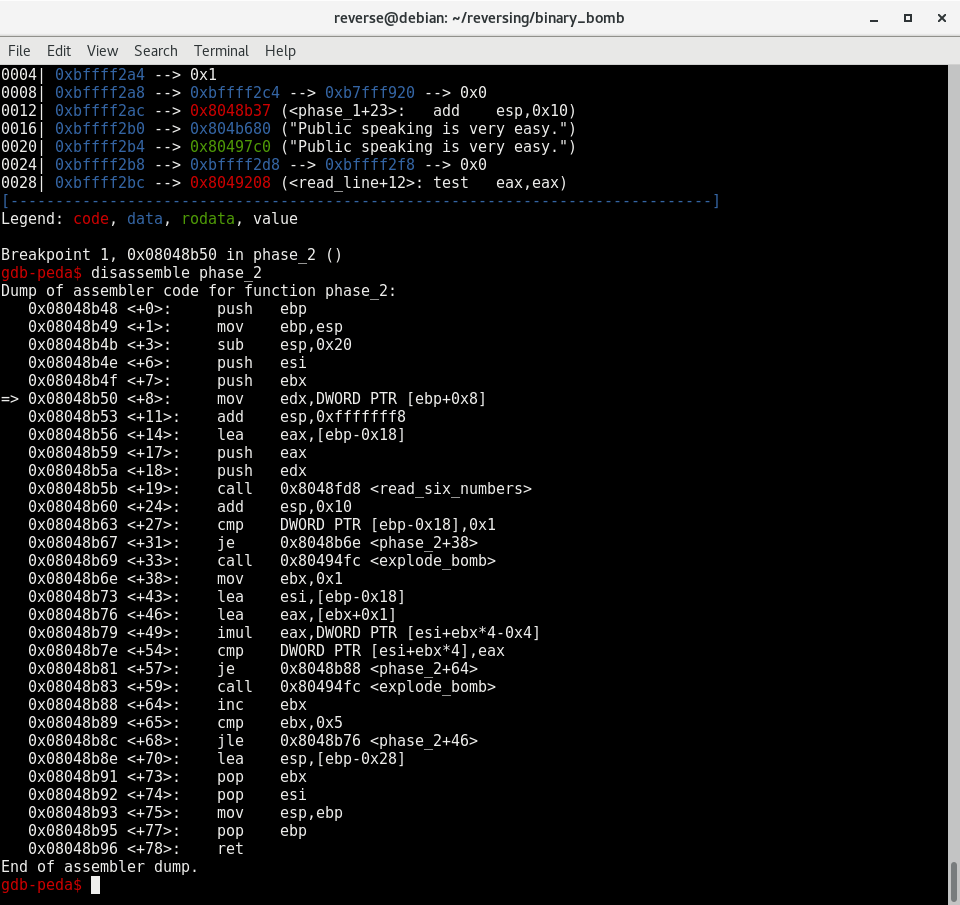 reverse@debian: ~/reversing/binary_bomb
File Edit View Search Terminal Help
0004| 0xbffff2a4 --> 0x1
0008| 0xbffff2a8 --> 0xbffff2c4 --> 0xb7fff920 --> 0x0
0012| 0xbffff2ac --> 0x8048b37 (<phase_1+23>:   add    esp,0x10)
0016| 0xbffff2b0 --> 0x804b680 ("Public speaking is very easy.")
0020| 0xbffff2b4 --> 0x80497c0 ("Public speaking is very easy.")
0024| 0xbffff2b8 --> 0xbffff2d8 --> 0xbffff2f8 --> 0x0
0028| 0xbffff2bc --> 0x8049208 (<read_line+12>: test   eax,eax)
[------------------------------------------------------------------------------]
Legend: code, data, rodata, value
Breakpoint 1, 0x08048b50 in phase_2 ()
gdb-peda$ disassemble phase_2
Dump of assembler code for function phase_2:
   0x08048b48 <+0>:     push   ebp
   0x08048b49 <+1>:     mov    ebp,esp
   0x08048b4b <+3>:     sub    esp,0x20
   0x08048b4e <+6>:     push   esi
   0x08048b4f <+7>:     push   ebx
=> 0x08048b50 <+8>:     mov    edx,DWORD PTR [ebp+0x8]
   0x08048b53 <+11>:    add    esp,0xfffffff8
   0x08048b56 <+14>:    lea    eax,[ebp-0x18]
   0x08048b59 <+17>:    push   eax
   0x08048b5a <+18>:    push   edx
   0x08048b5b <+19>:    call   0x8048fd8 <read_six_numbers>
   0x08048b60 <+24>:    add    esp,0x10
   0x08048b63 <+27>:    cmp    DWORD PTR [ebp-0x18],0x1
   0x08048b67 <+31>:    je     0x8048b6e <phase_2+38>
   0x08048b69 <+33>:    call   0x80494fc <explode_bomb>
   0x08048b6e <+38>:    mov    ebx,0x1
   0x08048b73 <+43>:    lea    esi,[ebp-0x18]
   0x08048b76 <+46>:    lea    eax,[ebx+0x1]
   0x08048b79 <+49>:    imul   eax,DWORD PTR [esi+ebx*4-0x4]
   0x08048b7e <+54>:    cmp    DWORD PTR [esi+ebx*4],eax
   0x08048b81 <+57>:    je     0x8048b88 <phase_2+64>
   0x08048b83 <+59>:    call   0x80494fc <explode_bomb>
   0x08048b88 <+64>:    inc    ebx
   0x08048b89 <+65>:    cmp    ebx,0x5
   0x08048b8c <+68>:    jle    0x8048b76 <phase_2+46>
   0x08048b8e <+70>:    lea    esp,[ebp-0x28]
   0x08048b91 <+73>:    pop    ebx
   0x08048b92 <+74>:    pop    esi
   0x08048b93 <+75>:    mov    esp,ebp
   0x08048b95 <+77>:    pop    ebp
   0x08048b96 <+78>:    ret
End of assembler dump.
gdb-peda$